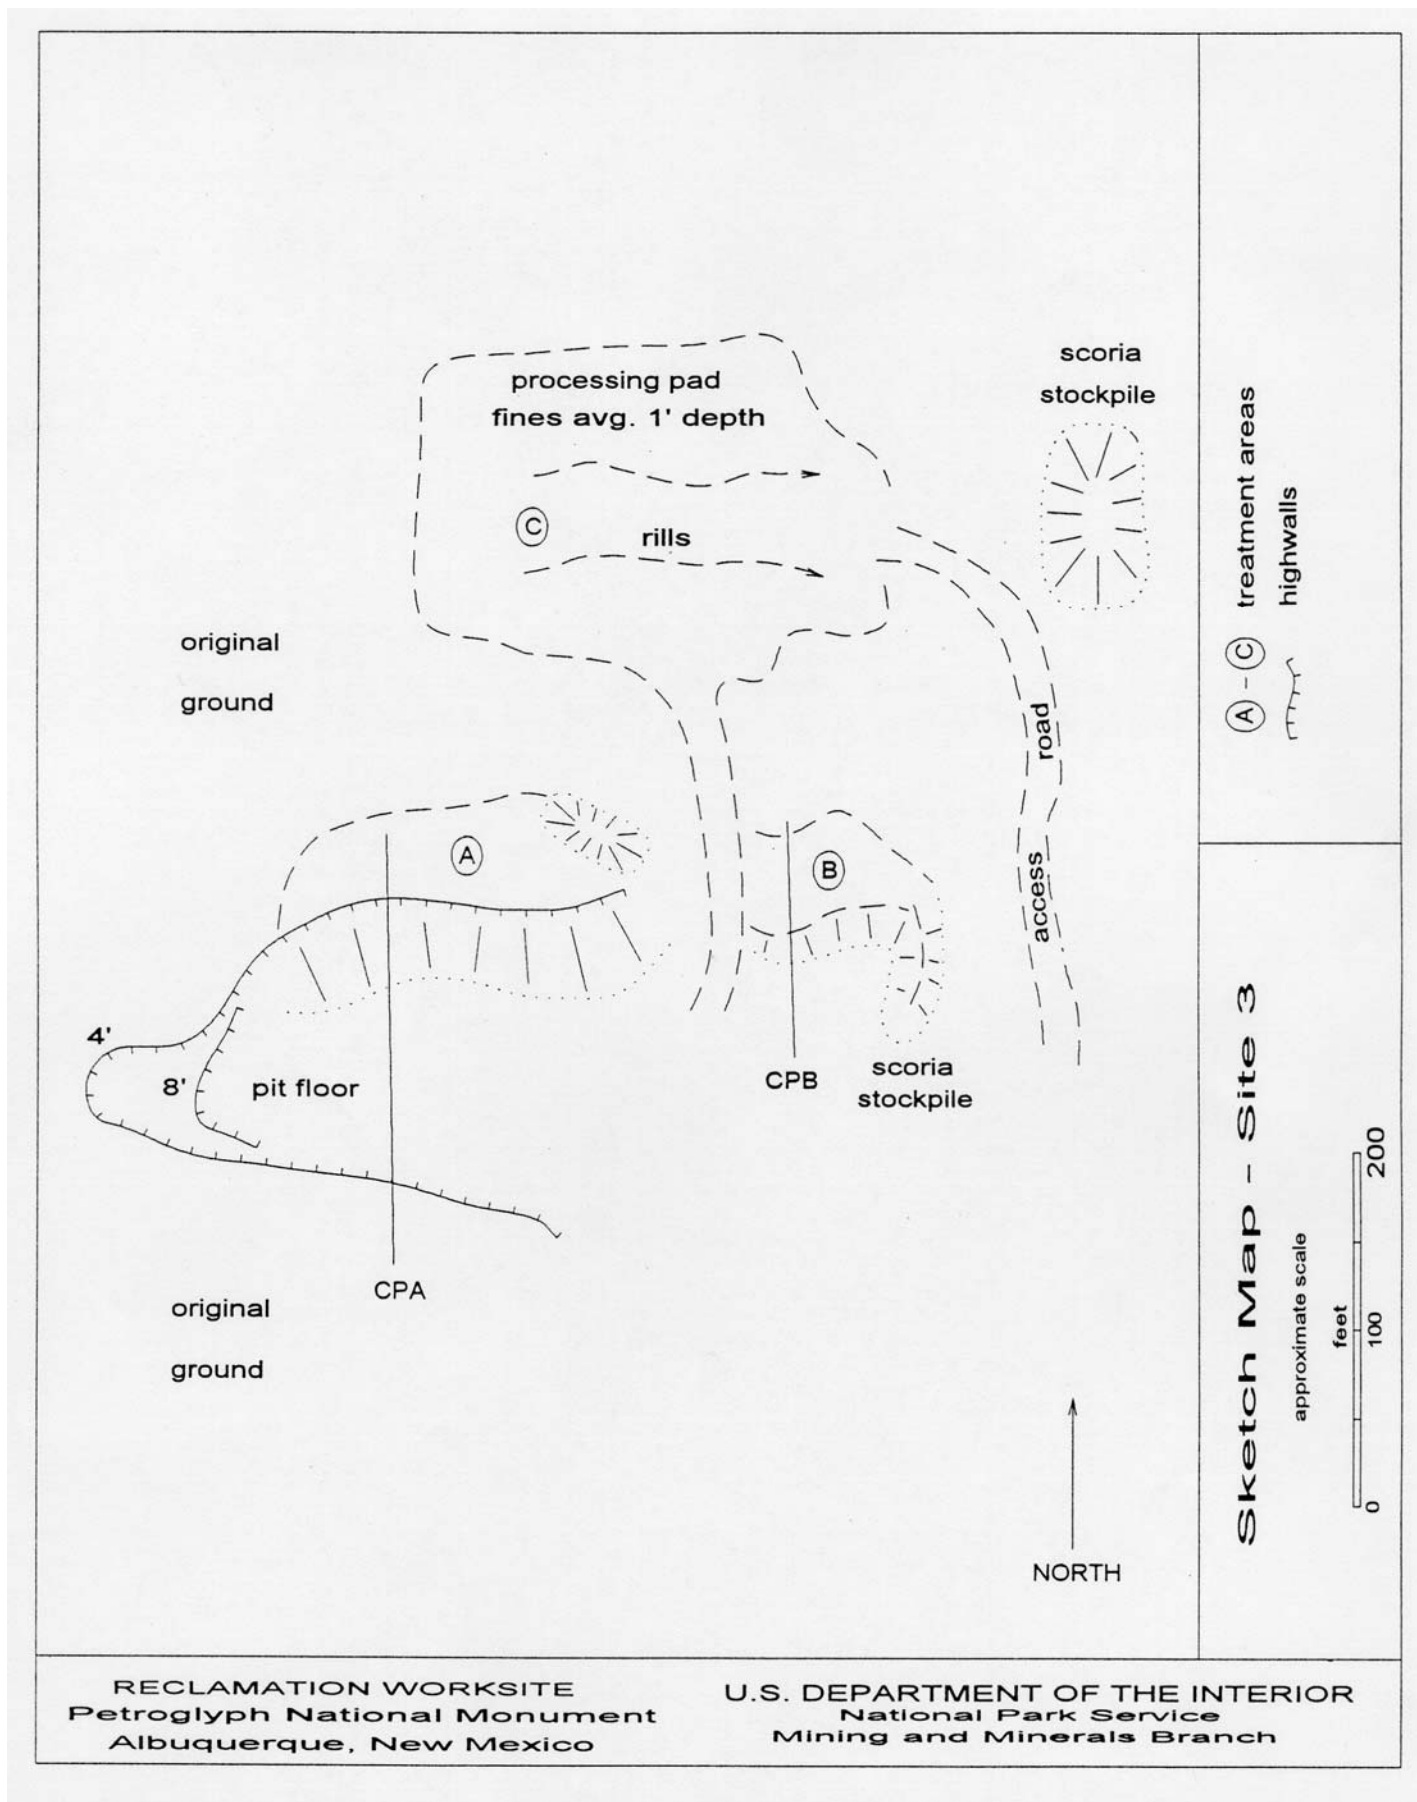 processing pad
fines avg. 1' depth
scoria
stockpile
C
rills
original
ground
road
A
B
access
4'
8'
pit floor
CPB
scoria
stockpile
CPA
original
ground
NORTH
A - C treatment areas
highwalls
Sketch Map - Site 3
approximate scale
feet
0 100 200
RECLAMATION WORKSITE
Petroglyph National Monument
Albuquerque, New Mexico
U.S. DEPARTMENT OF THE INTERIOR
National Park Service
Mining and Minerals Branch